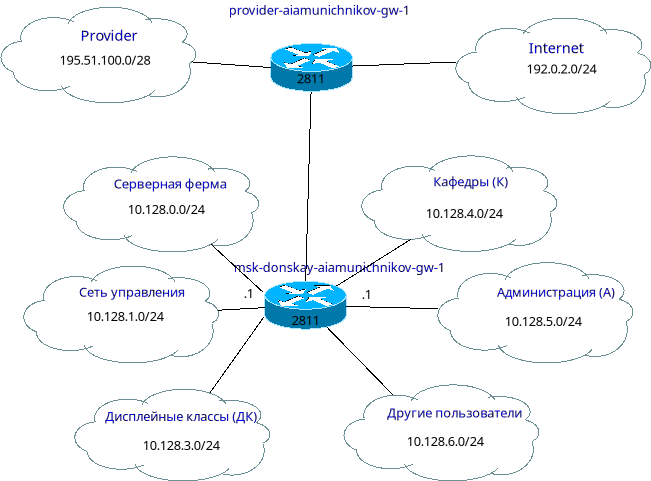 provider-aiamunichnikov-gw-1
Provider
195.51.100.0/28
2811
Internet
192.0.2.0/24
Серверная ферма
10.128.0.0/24
Кафедры (К)
10.128.4.0/24
msk-donskay-aiamunichnikov-gw-1
Сеть управления
10.128.1.0/24
.1
.1
2811
Администрация (А)
10.128.5.0/24
Дисплейные классы (ДК)
10.128.3.0/24
Другие пользователи
10.128.6.0/24